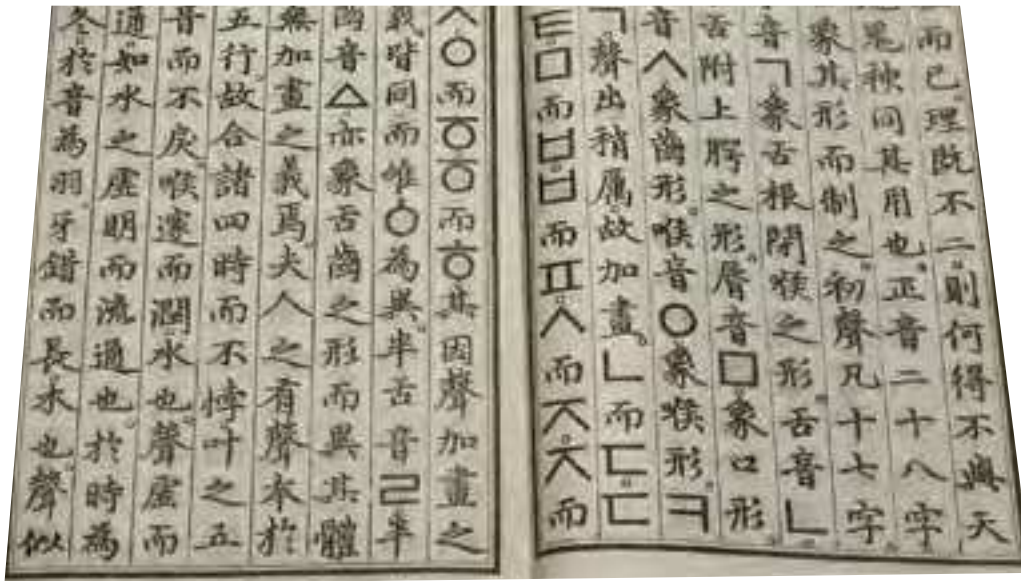 而已。理既不二。則何得不與天
鬼神同其用也。正音二十八字。
象其形而制之。初聲凡十七字。
音ㄱ。象舌根閉喉之形。舌音ㄴ。
舌附上腭之形。脣音ㅁ。象口形。
音ㅅ。象齒形。喉音ㅇ。象喉形。ㅋ
ㄱ。聲出稍厲。故加畫。ㄴ而ㄷ。ㄷ
ㅌ。ㅁ而ㅂ。ㅂ而ㅍ。ㅅ而ㅈ。ㅈ而
ㅇ而ㆆ。ㆆ而ㅎ。其因聲加畫之
義皆同。而唯ㆁ為異。半舌音ㄹ。半
齒音ㅿ。亦象舌齒之形而異其體。
無加畫之義焉。夫人之有聲本於
五行。故合諸四時而不悖。叶之五
音而不戾。喉邃而潤。水也。聲虛而
通。如水之虛明而流通也。於時為
冬。於音為羽。牙錯而長。木也。聲似